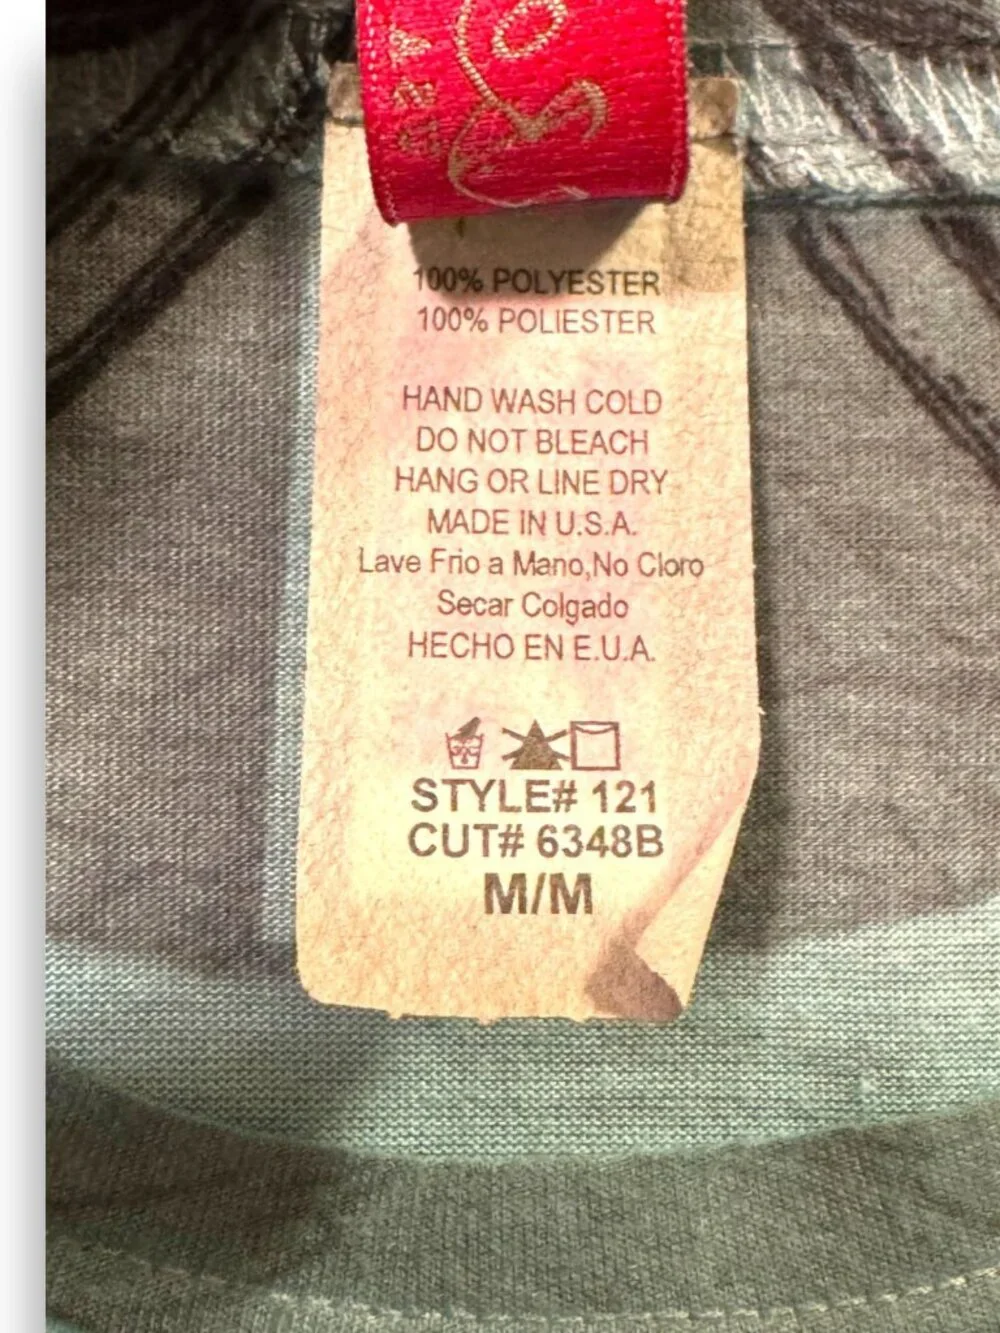 100% POLYESTER
100% POLIESTER
HAND WASH COLD
DO NOT BLEACH
HANG OR LINE DRY
MADE IN U.S.A.
Lave Frio a Mano,No Cloro
Secar Colgado
HECHO EN E.U.A.
STYLE# 121
CUT# 6348B
M/M